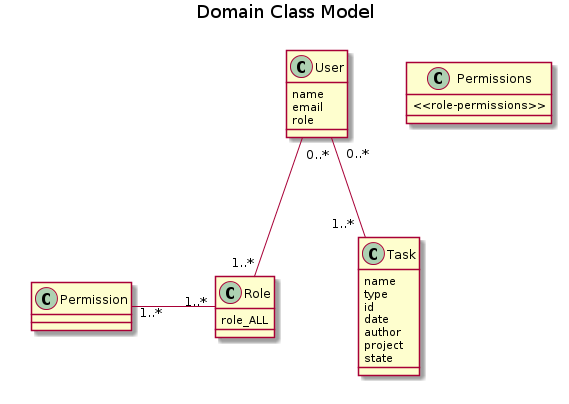 Domain Class Model
C User
name
email
role
C Permissions
<<role-permissions>>
0..*
0..*
1..*
1..*
C Task
name
type
id
date
author
project
state
C Permission
1..*
1..*
C Role
role_ALL